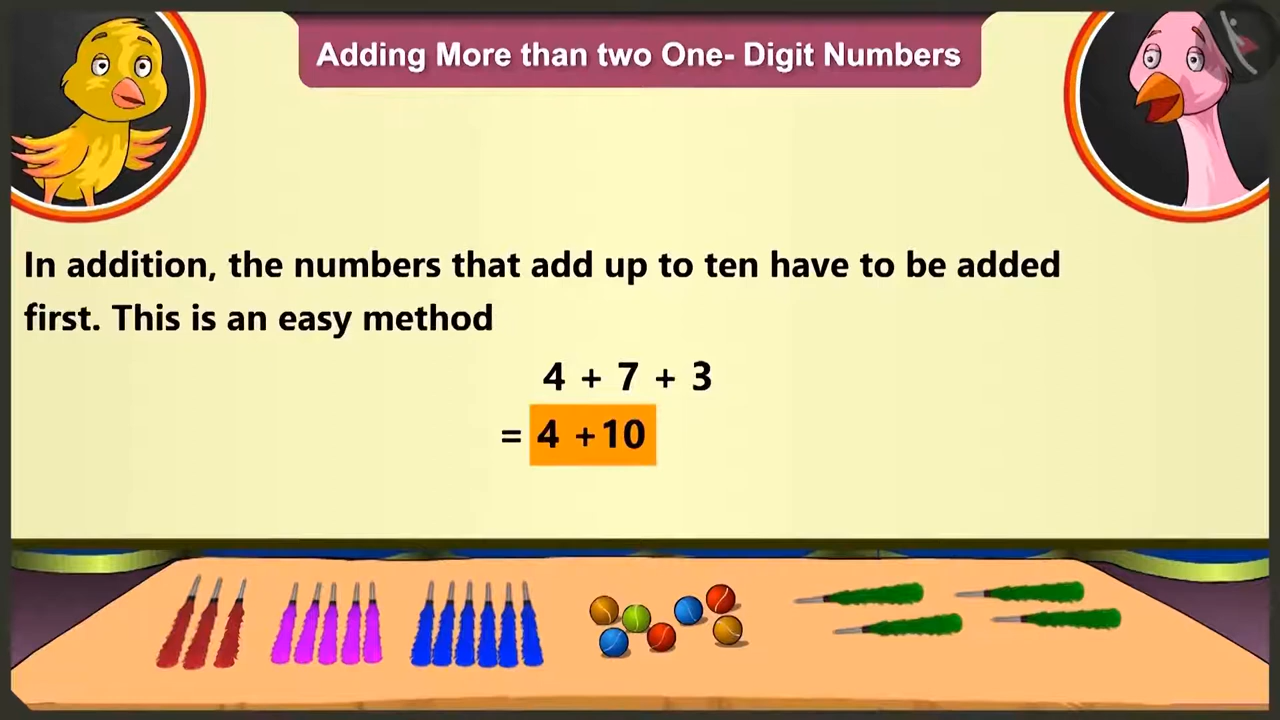 Adding More than two One- Digit Numbers
In addition, the numbers that add up to ten have to be added
first. This is an easy method
4 + 7 + 3
= 4 +10